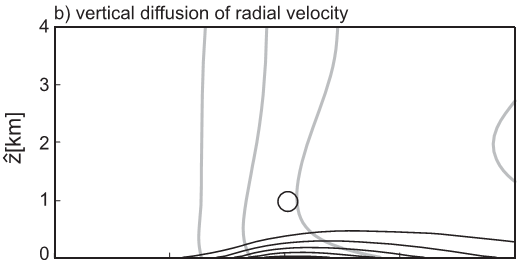 b) vertical diffusion of radial velocity
4
3
2
ẑ[km]
1
0